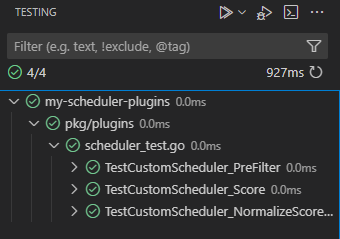 TESTING
Filter (e.g. text, !exclude, @tag)
4/4 927ms
my-scheduler-plugins 0.0ms
pkg/plugins 0.0ms
scheduler_test.go 0.0ms
TestCustomScheduler_PreFilter 0.0ms
TestCustomScheduler_Score 0.0ms
TestCustomScheduler_NormalizeScore...